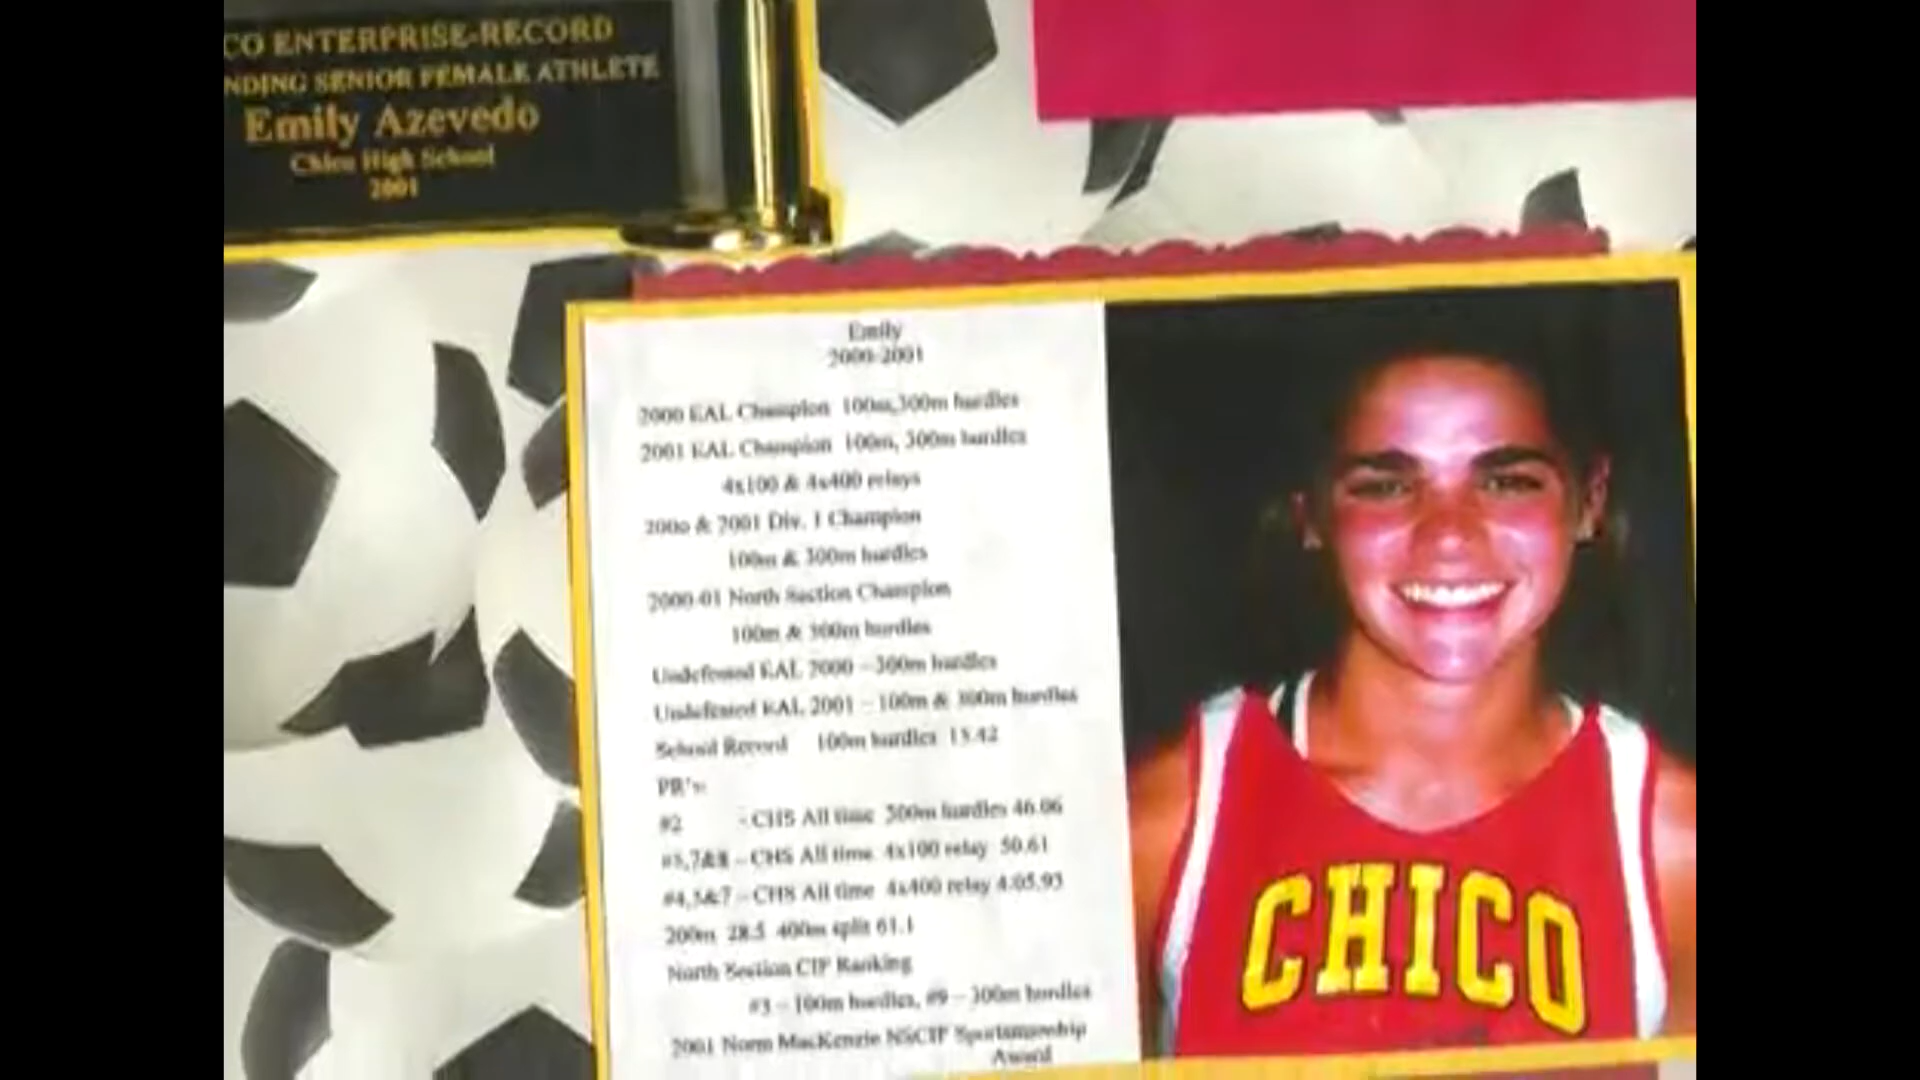 CO ENTERPRISE-RECORD
NDING SENIOR FEMALE ATHLETE
Emily Azevedo
Chico High School
2001
Emily
2000-2001
2000 EAL Champion 100m,300m hurdles
2001 EAL Champion 100m, 300m hurdles
4x100 & 4x400 relays
200o & 2001 Div. 1 Champion
100m & 300m hurdles
2000-01 North Section Champion
100m & 300m hurdles
Undefeated EAL 2000 - 300m hurdles
Undefeated EAL 2001 - 100m & 300m hurdles
School Record 100m hurdles 15.42
PR's:
#2 - CHS All time 300m hurdles 46.06
#5,7&8 - CHS All time 4x100 relay 50.61
#4,5&7 - CHS All time 4x400 relay 4:05.93
200m 28.5 400m split 61.1
North Section CIF Ranking
#3 - 100m hurdles, #9 - 300m hurdles
2001 Norm MacKenzie NSCIF Sportsmanship
Award
CHICO